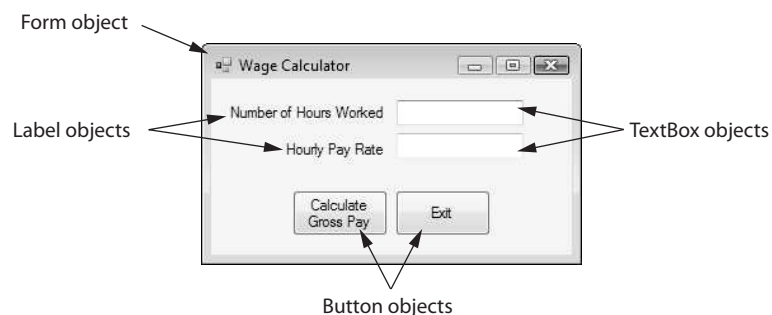 Form object
Wage Calculator
Number of Hours Worked
Label objects
TextBox objects
Hourly Pay Rate
Calculate
Gross Pay
Exit
Button objects